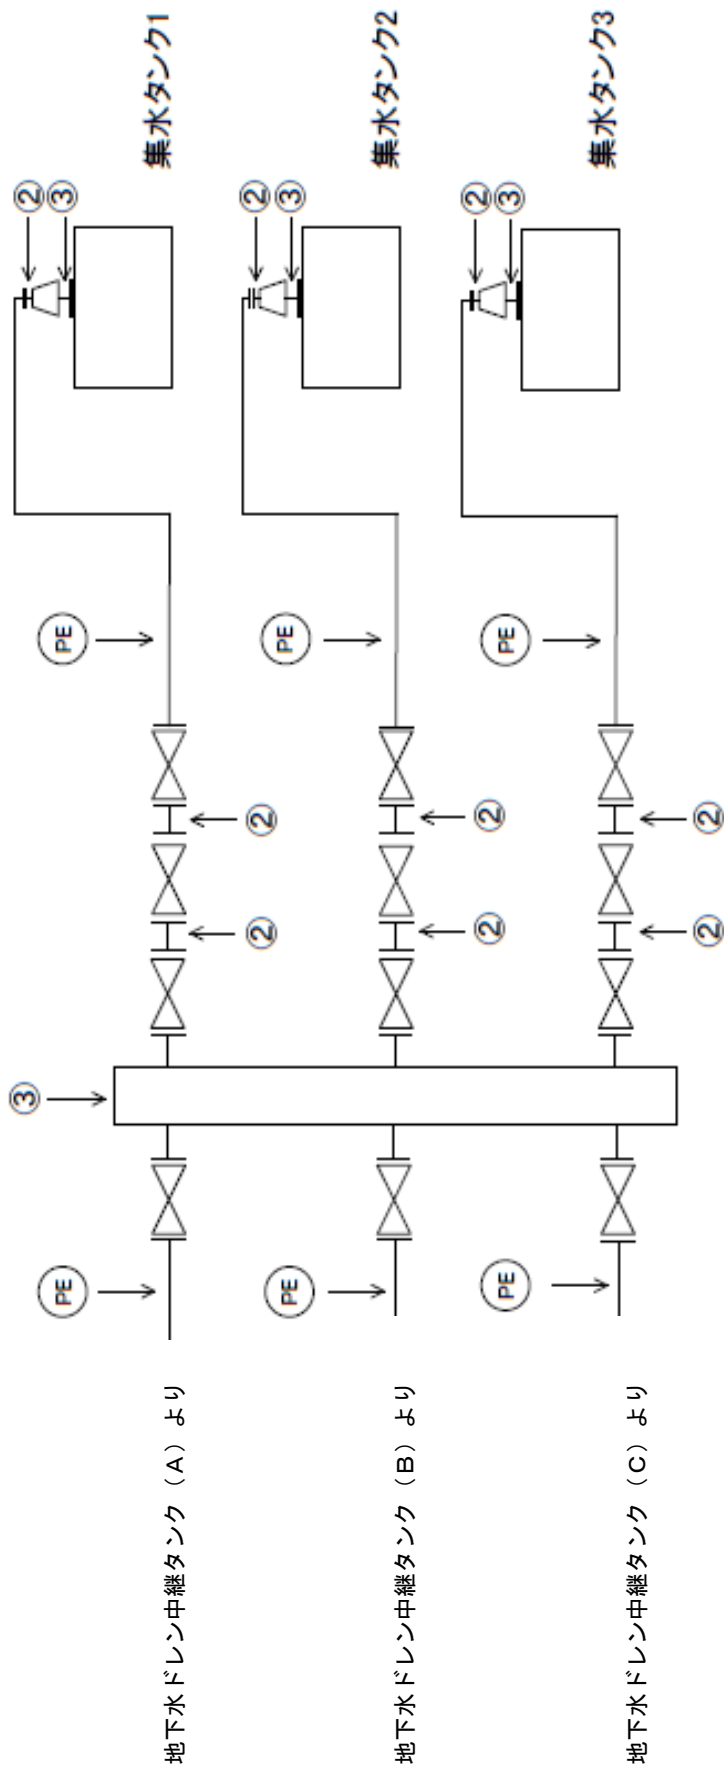 地下水ドレン中継タンク（A）より
PE
③
②
②
PE
②
③
集水タンク1
地下水ドレン中継タンク（B）より
PE
②
②
PE
②
③
集水タンク2
地下水ドレン中継タンク（C）より
PE
②
②
PE
②
③
集水タンク3